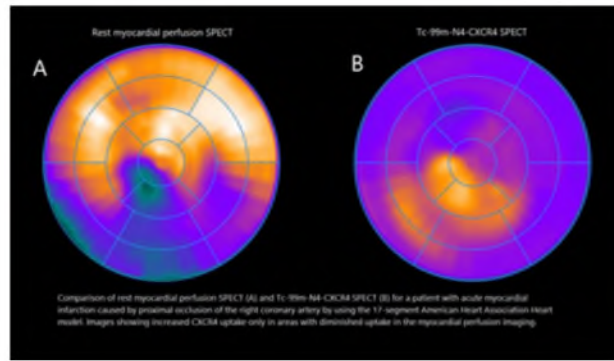 Rest myocardial perfusion SPECT
Tc-99m-N4-CXCR4 SPECT
A
B
Comparison of rest myocardial perfusion SPECT (A) and Tc-99m-N4-CXCR4 SPECT (B) for a patient with acute myocardial
infarction caused by proximal occlusion of the right coronary artery by using the 17-segment American Heart Association Heart
model. Images showing increased CXCR4 uptake only in areas with diminished uptake in the myocardial perfusion imaging.